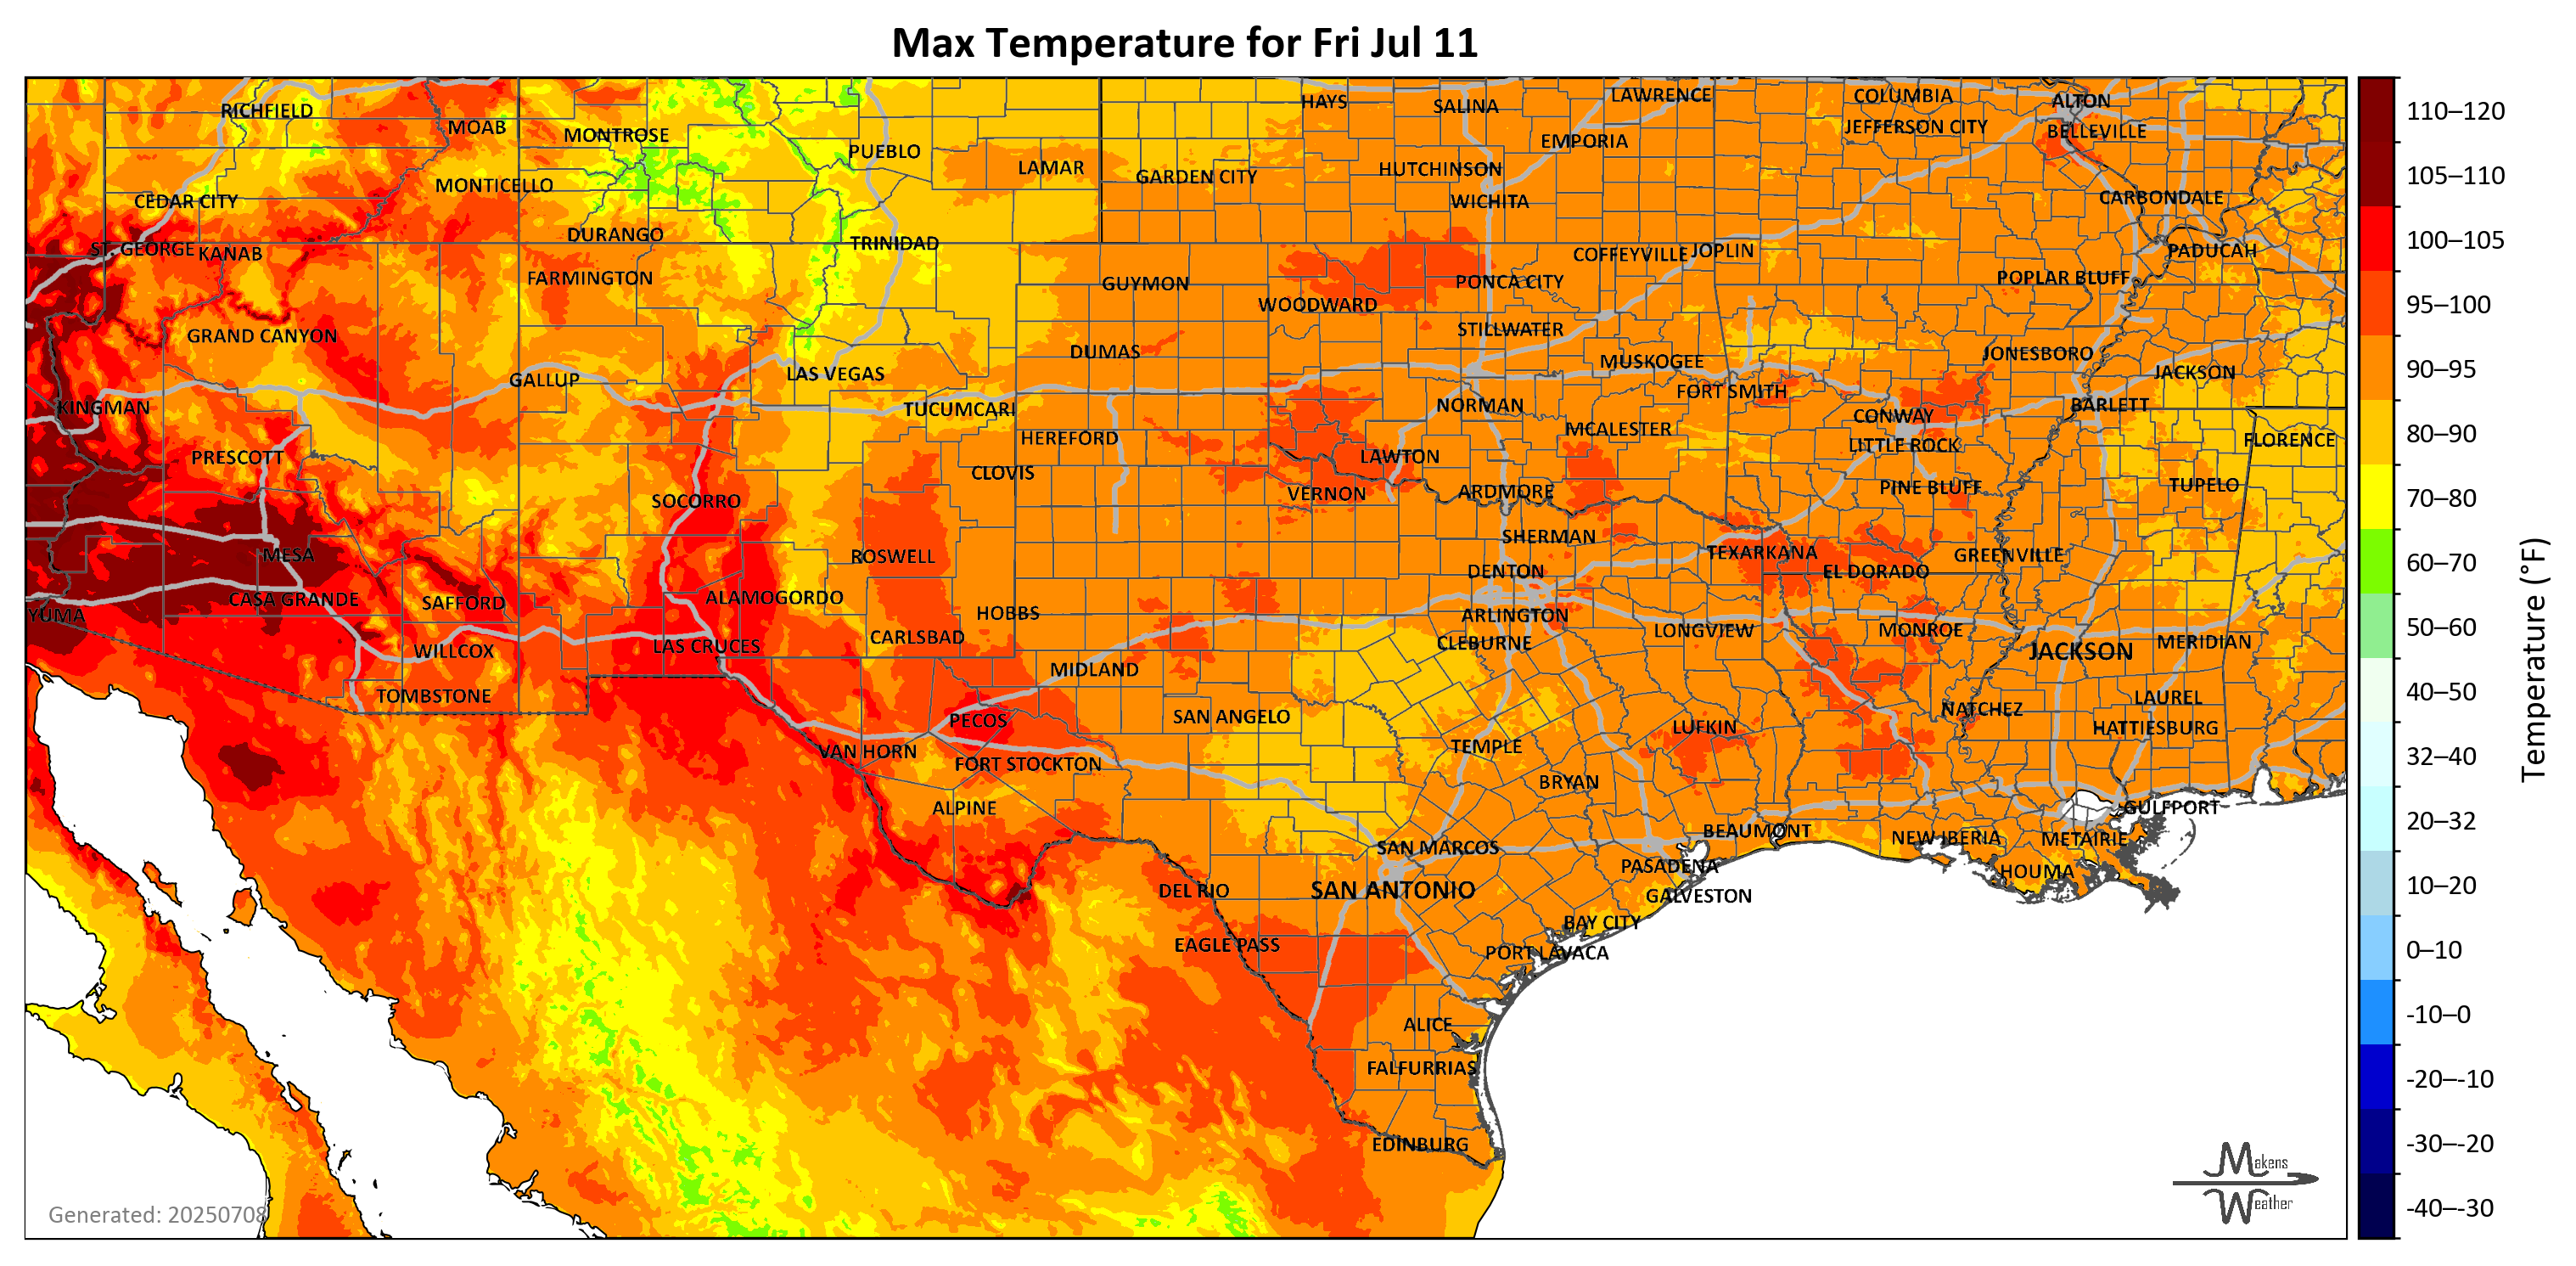 Max Temperature for Fri Jul 11
RICHFIELD
MOAB
MONTROSE
PUEBLO
LAMAR
GARDEN CITY
HAYS
SALINA
LAWRENCE
EMPORIA
COLUMBIA
JEFFERSON CITY
ALTON
BELLEVILLE
HUTCHINSON
WICHITA
CARBONDALE
MONTICELLO
CEDAR CITY
DURANGO
TRINIDAD
ST. GEORGE
KANAB
FARMINGTON
GUYMON
WOODWARD
PONCA CITY
COFFEYVILLE
JOPLIN
POPLAR BLUFF
PADUCAH
GRAND CANYON
DUMAS
STILLWATER
MUSKOGEE
JONESBORO
JACKSON
GALLUP
LAS VEGAS
FORT SMITH
KINGMAN
TUCUMCARI
NORMAN
CONWAY
BARLETT
HEREFORD
MCALESTER
LITTLE ROCK
FLORENCE
PRESCOTT
CLOVIS
LAWTON
VERNON
ARDMORE
PINE BLUFF
TUPELO
SOCORRO
SHERMAN
MESA
ROSWELL
TEXARKANA
GREENVILLE
DENTON
EL DORADO
CASA GRANDE
SAFFORD
ALAMOGORDO
HOBBS
ARLINGTON
YUMA
CARLSBAD
CLEBURNE
LONGVIEW
MONROE
JACKSON
MERIDIAN
WILLCOX
LAS CRUCES
MIDLAND
TOMBSTONE
PECOS
SAN ANGELO
LUFKIN
NATCHEZ
LAUREL
HATTIESBURG
VAN HORN
FORT STOCKTON
TEMPLE
BRYAN
ALPINE
GULFPORT
BEAUMONT
NEW IBERIA
METAIRIE
SAN MARCOS
PASADENA
HOUMA
DEL RIO
SAN ANTONIO
GALVESTON
BAY CITY
EAGLE PASS
PORT LAVACA
ALICE
FALFURRIAS
EDINBURG
Generated: 20250708
Makens
Weather
110–120
105–110
100–105
95–100
90–95
80–90
70–80
60–70
50–60
40–50
32–40
20–32
10–20
0–10
-10–0
-20–-10
-30–-20
-40–-30
Temperature (°F)